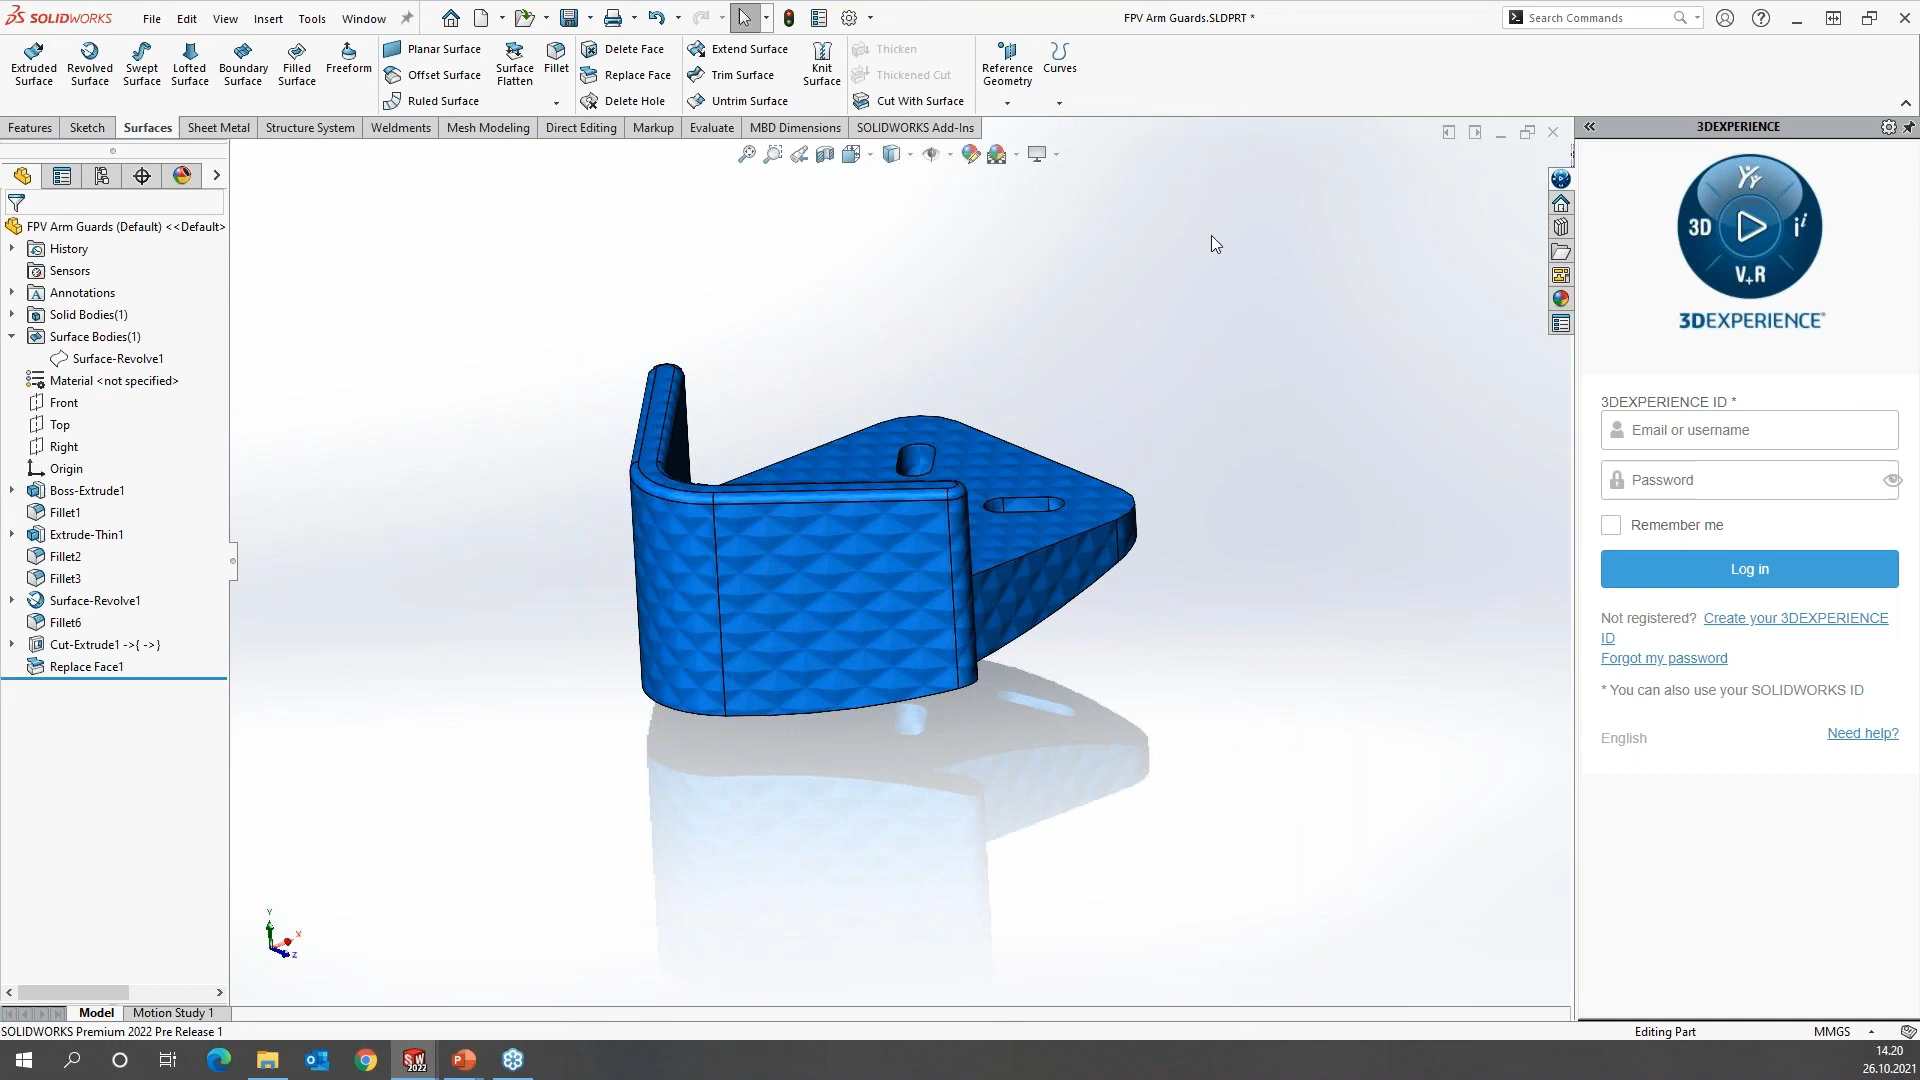 SOLIDWORKS
File Edit View Insert Tools Window
FPV Arm Guards.SLDPRT *
Search Commands
Extruded Surface
Revolved Surface
Swept Surface
Lofted Surface
Boundary Surface
Filled Surface
Freeform
Planar Surface
Offset Surface
Ruled Surface
Surface Flatten
Fillet
Delete Face
Replace Face
Delete Hole
Extend Surface
Trim Surface
Untrim Surface
Knit Surface
Thicken
Thickened Cut
Cut With Surface
Reference Geometry
Curves
Features Sketch Surfaces Sheet Metal Structure System Weldments Mesh Modeling Direct Editing Markup Evaluate MBD Dimensions SOLIDWORKS Add-Ins
FPV Arm Guards (Default) <<Default>
History
Sensors
Annotations
Solid Bodies(1)
Surface Bodies(1)
Surface-Revolve1
Material <not specified>
Front
Top
Right
Origin
Boss-Extrude1
Fillet1
Extrude-Thin1
Fillet2
Fillet3
Surface-Revolve1
Fillet6
Cut-Extrude1 ->{ ->}
Replace Face1
Y
X
Z
3DEXPERIENCE
3D
V+R
3DEXPERIENCE
3DEXPERIENCE ID *
Email or username
Password
Remember me
Log in
Not registered? Create your 3DEXPERIENCE
ID
Forgot my password
* You can also use your SOLIDWORKS ID
Need help?
English
Model Motion Study 1
SOLIDWORKS Premium 2022 Pre Release 1
Editing Part
MMGS
SW
2022
14.20
26.10.2021